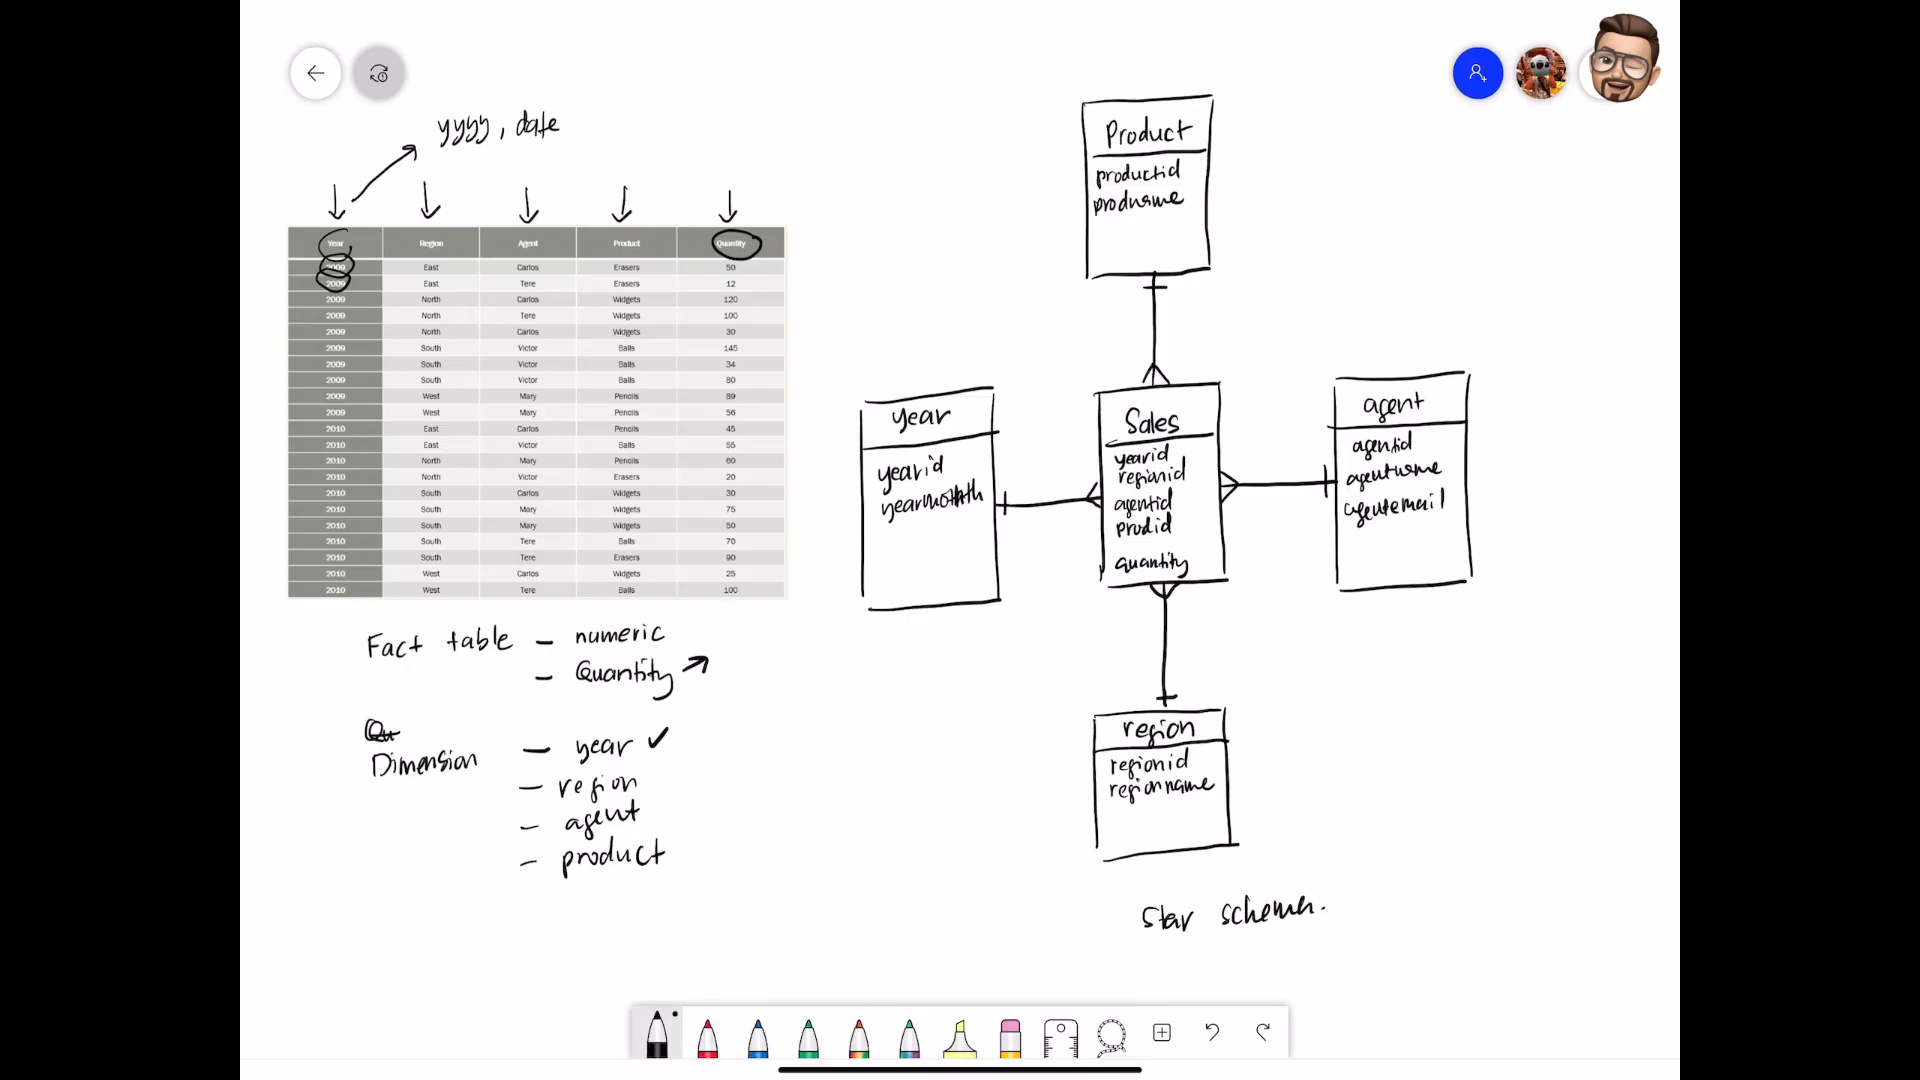 yyyy, date
Year Region Agent Product Quantity
2009 East Carlos Erasers 50
2009 East Tere Erasers 12
2009 North Carlos Widgets 120
2009 North Tere Widgets 100
2009 North Carlos Widgets 30
2009 South Victor Balls 145
2009 South Victor Balls 34
2009 South Victor Balls 80
2009 West Mary Pencils 89
2009 West Mary Pencils 56
2010 East Carlos Pencils 45
2010 East Victor Balls 55
2010 North Mary Pencils 60
2010 North Victor Erasers 20
2010 South Carlos Widgets 30
2010 South Mary Widgets 75
2010 South Mary Widgets 50
2010 South Tere Balls 70
2010 South Tere Erasers 90
2010 West Carlos Widgets 25
2010 West Tere Balls 100
Fact table - numeric
- Quantity
Dimension - year
- region
- agent
- product
Product
productid
prodname
year
yearid
yearmonth
Sales
yearid
regionid
agentid
prodid
quantity
agent
agentid
agentname
agentemail
region
regionid
regionname
Star schema.